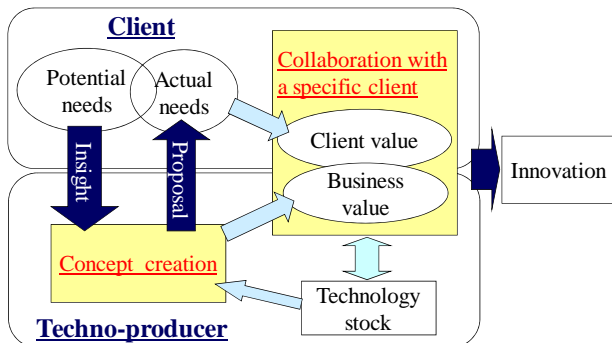 Client
Potential
needs
Actual
needs
Collaboration with
a specific client
Client value
Business
value
Innovation
Insight
Proposal
Concept creation
Technology
stock
Techno-producer